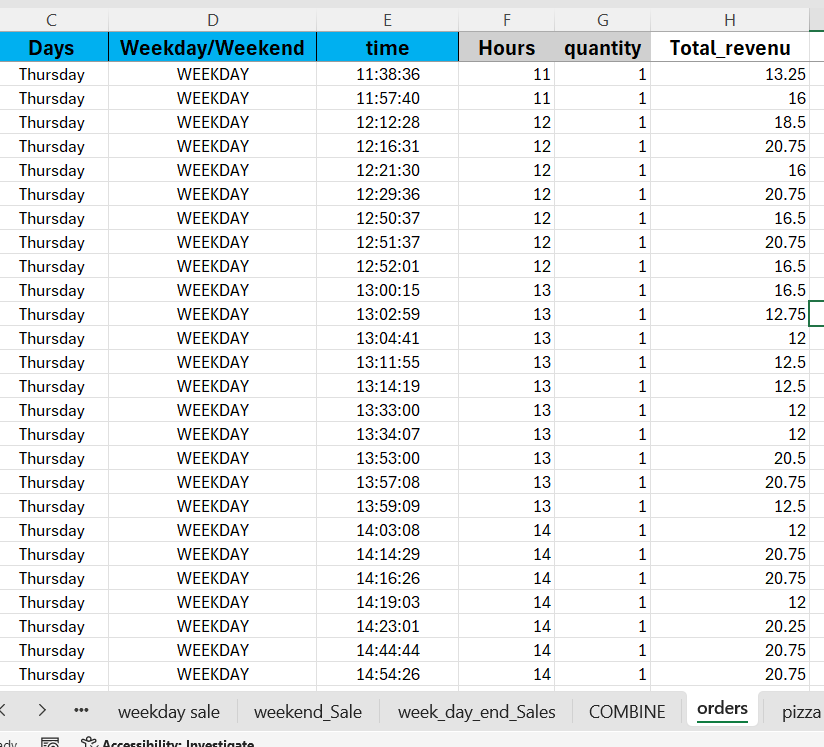 C D E F G H
Days Weekday/Weekend time Hours quantity Total_revenu
Thursday WEEKDAY 11:38:36 11 1 13.25
Thursday WEEKDAY 11:57:40 11 1 16
Thursday WEEKDAY 12:12:28 12 1 18.5
Thursday WEEKDAY 12:16:31 12 1 20.75
Thursday WEEKDAY 12:21:30 12 1 16
Thursday WEEKDAY 12:29:36 12 1 20.75
Thursday WEEKDAY 12:50:37 12 1 16.5
Thursday WEEKDAY 12:51:37 12 1 20.75
Thursday WEEKDAY 12:52:01 12 1 16.5
Thursday WEEKDAY 13:00:15 13 1 16.5
Thursday WEEKDAY 13:02:59 13 1 12.75
Thursday WEEKDAY 13:04:41 13 1 12
Thursday WEEKDAY 13:11:55 13 1 12.5
Thursday WEEKDAY 13:14:19 13 1 12.5
Thursday WEEKDAY 13:33:00 13 1 12
Thursday WEEKDAY 13:34:07 13 1 12
Thursday WEEKDAY 13:53:00 13 1 20.5
Thursday WEEKDAY 13:57:08 13 1 20.75
Thursday WEEKDAY 13:59:09 13 1 12.5
Thursday WEEKDAY 14:03:08 14 1 12
Thursday WEEKDAY 14:14:29 14 1 20.75
Thursday WEEKDAY 14:16:26 14 1 20.75
Thursday WEEKDAY 14:19:03 14 1 12
Thursday WEEKDAY 14:23:01 14 1 20.25
Thursday WEEKDAY 14:44:44 14 1 20.75
Thursday WEEKDAY 14:54:26 14 1 20.75
weekday sale weekend_Sale week_day_end_Sales COMBINE orders pizza
Accessibility: Investigate